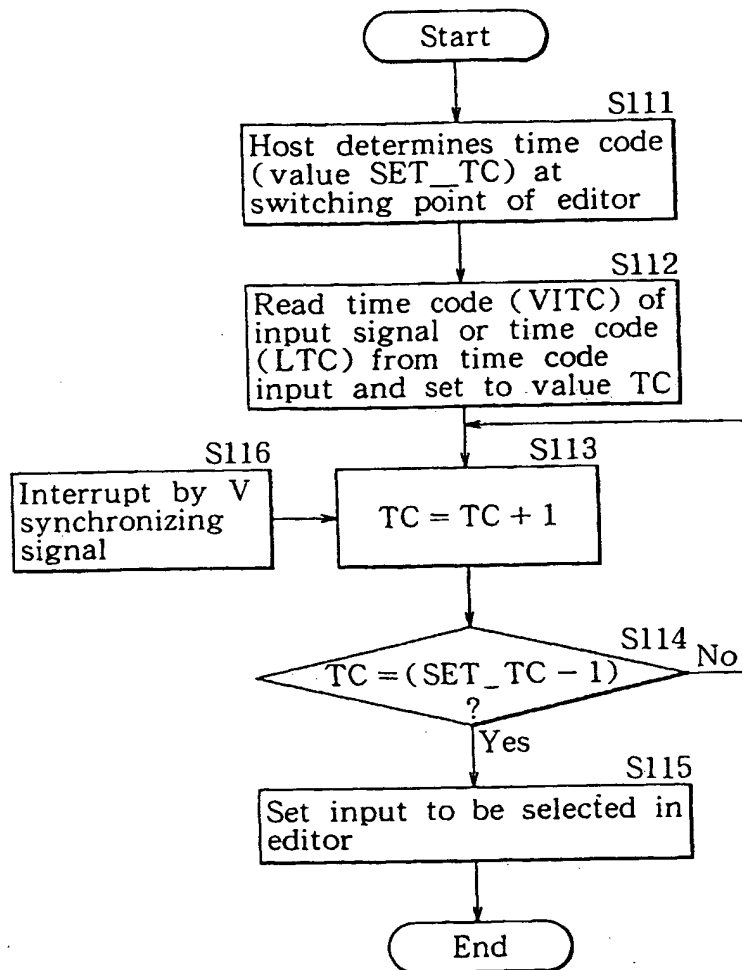 Start
S111
Host determines time code
(value SET_TC) at
switching point of editor
S112
Read time code (VITC) of
input signal or time code
(LTC) from time code
input and set to value TC
S116
Interrupt by V
synchronizing
signal
S113
TC = TC + 1
S114
TC = (SET_TC - 1)
?
No
Yes
S115
Set input to be selected in
editor
End